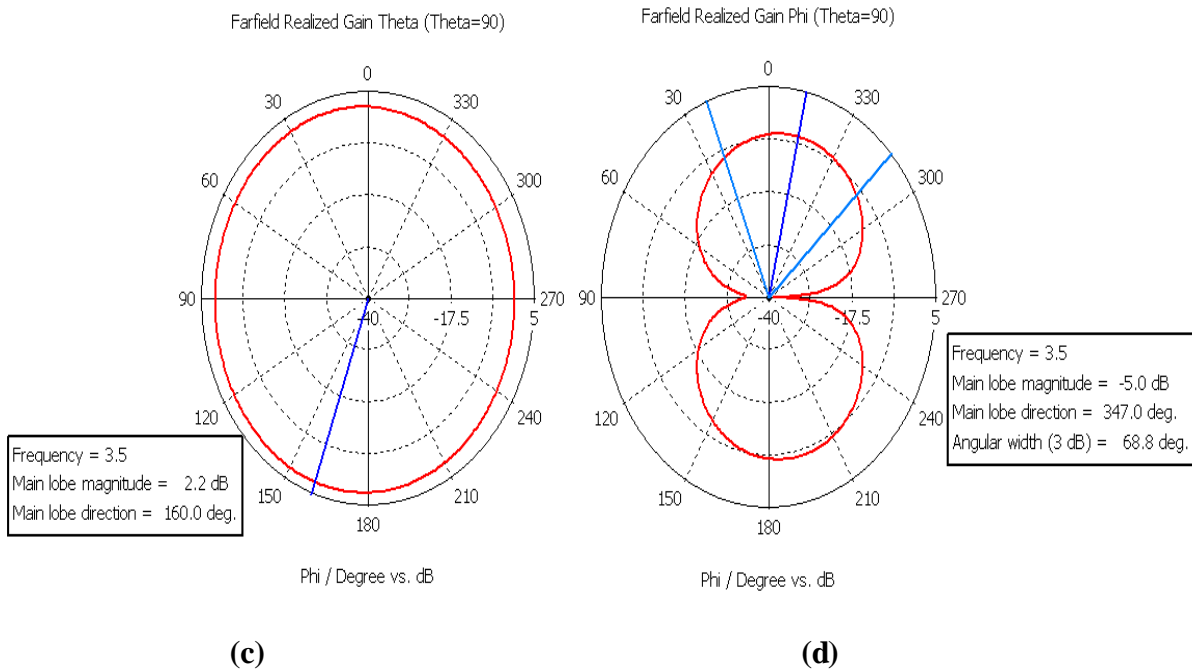 Farfield Realized Gain Theta (Theta=90)
0
30
330
60
300
90
-40
-17.5
5
270
120
240
150
210
180
Frequency = 3.5
Main lobe magnitude = 2.2 dB
Main lobe direction = 160.0 deg.
Phi / Degree vs. dB
(c)
Farfield Realized Gain Phi (Theta=90)
0
30
330
60
300
90
-40
-17.5
5
270
120
240
150
210
180
Frequency = 3.5
Main lobe magnitude = -5.0 dB
Main lobe direction = 347.0 deg.
Angular width (3 dB) = 68.8 deg.
Phi / Degree vs. dB
(d)